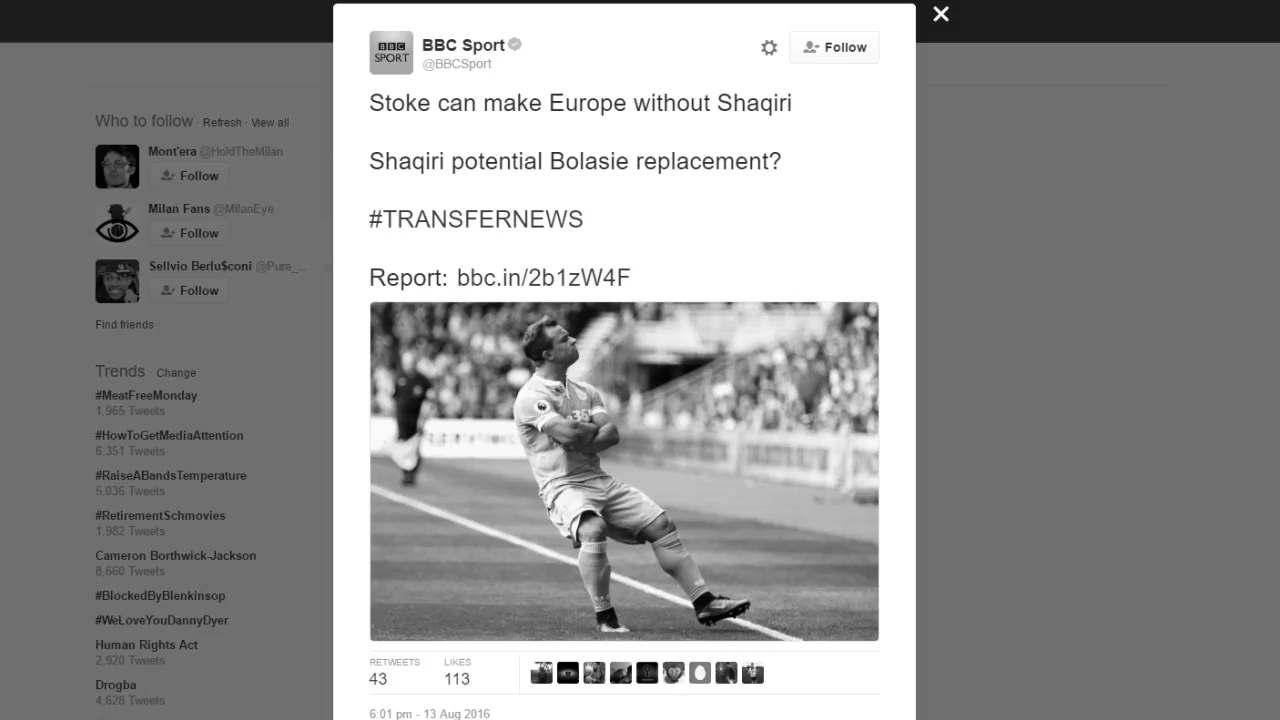 BBC
SPORT
BBC Sport
@BBCSport
Follow
Stoke can make Europe without Shaqiri
Shaqiri potential Bolasie replacement?
#TRANSFERNEWS
Report: bbc.in/2b1zW4F
RETWEETS
43
LIKES
113
6:01 pm - 13 Aug 2016
Who to follow · Refresh · View all
Mont'era @HoldTheMilan
Follow
Milan Fans @MilanEye
Follow
Sellvio Berlu$coni @Pure_...
Follow
Find friends
Trends · Change
#MeatFreeMonday
1,965 Tweets
#HowToGetMediaAttention
6,351 Tweets
#RaiseABandsTemperature
5,036 Tweets
#RetirementSchmovies
1,982 Tweets
Cameron Borthwick-Jackson
8,660 Tweets
#BlockedByBlenkinsop
#WeLoveYouDannyDyer
Human Rights Act
2,920 Tweets
Drogba
4,628 Tweets